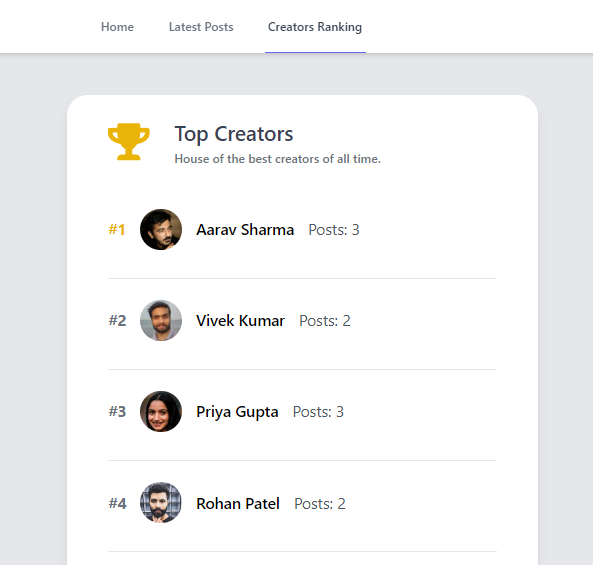 Home Latest Posts Creators Ranking
Top Creators
House of the best creators of all time.
#1 Aarav Sharma Posts: 3
#2 Vivek Kumar Posts: 2
#3 Priya Gupta Posts: 3
#4 Rohan Patel Posts: 2